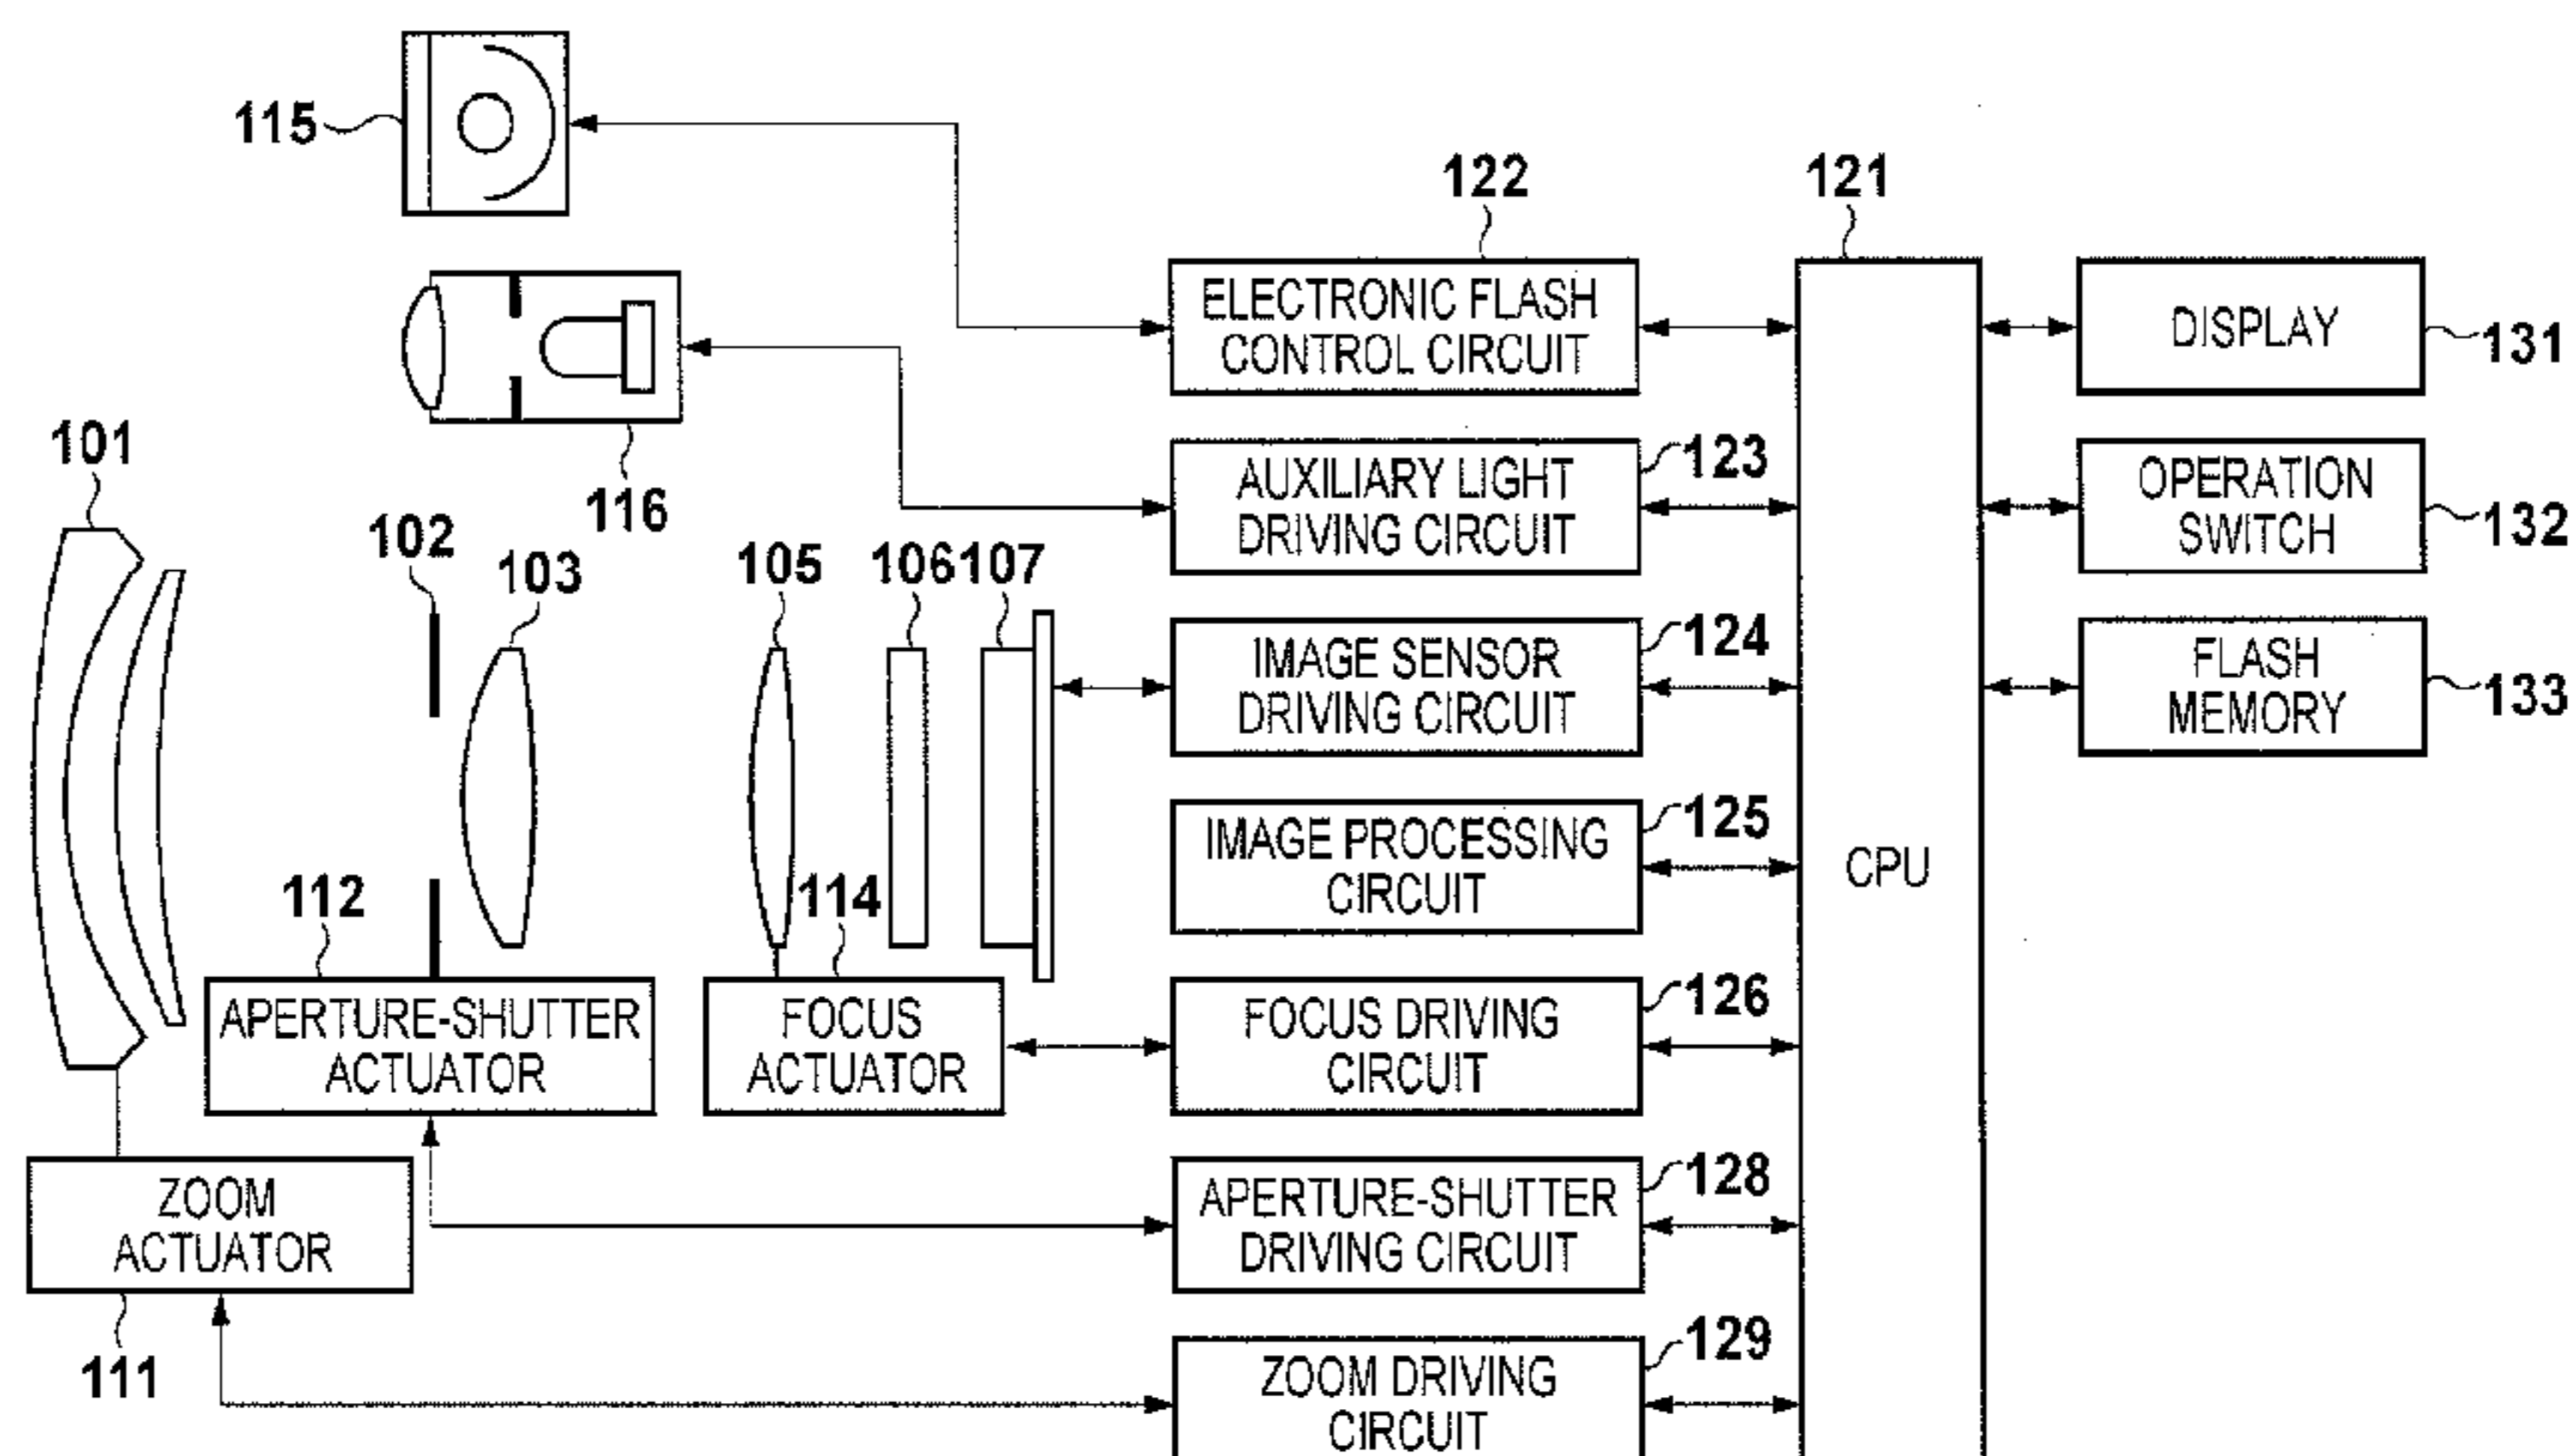 115
122
121
ELECTRONIC FLASH
CONTROL CIRCUIT
DISPLAY
131
101
116
AUXILIARY LIGHT
DRIVING CIRCUIT
123
OPERATION
SWITCH
132
102
103
105
106
107
IMAGE SENSOR
DRIVING CIRCUIT
124
FLASH
MEMORY
133
IMAGE PROCESSING
CIRCUIT
125
CPU
112
114
APERTURE-SHUTTER
ACTUATOR
FOCUS
ACTUATOR
FOCUS DRIVING
CIRCUIT
126
ZOOM
ACTUATOR
APERTURE-SHUTTER
DRIVING CIRCUIT
128
111
ZOOM DRIVING
CIRCUIT
129